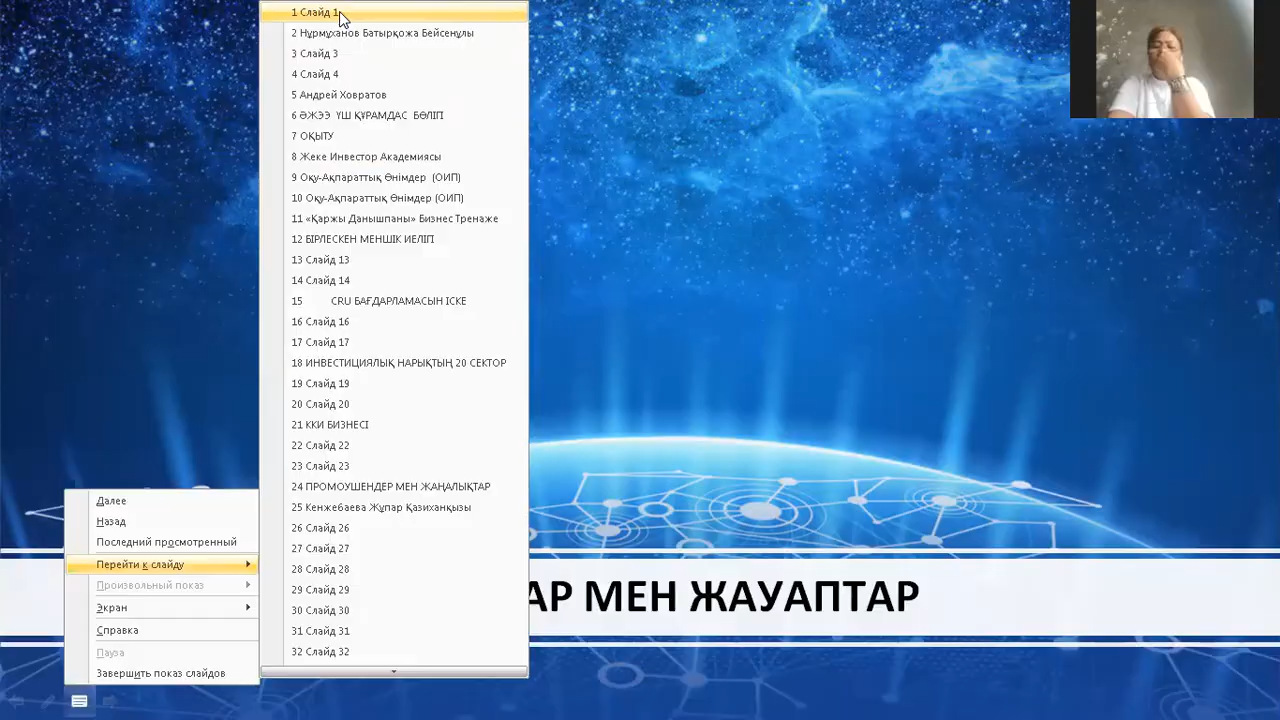 1 Слайд 1
2 Нұрмұханов Батырқожа Бейсенұлы
3 Слайд 3
4 Слайд 4
5 Андрей Ховратов
6 ӘЖЭЭ ҮШ ҚҰРАМДАС БӨЛІГІ
7 ОҚЫТУ
8 Жеке Инвестор Академиясы
9 Оқу-Ақпараттық Өнімдер (ОИП)
10 Оқу-Ақпараттық Өнімдер (ОИП)
11 «Қаржы Данышпаны» Бизнес Тренаже
12 БІРЛЕСКЕН МЕНШІК ИЕЛІГІ
13 Слайд 13
14 Слайд 14
15 CRU БАҒДАРЛАМАСЫН ІСКЕ
16 Слайд 16
17 Слайд 17
18 ИНВЕСТИЦИЯЛЫҚ НАРЫҚТЫҢ 20 СЕКТОР
19 Слайд 19
20 Слайд 20
21 ККИ БИЗНЕСІ
22 Слайд 22
23 Слайд 23
24 ПРОМОУШЕНДЕР МЕН ЖАҢАЛЫҚТАР
25 Кенжебаева Жұпар Қазиханқызы
26 Слайд 26
27 Слайд 27
28 Слайд 28
29 Слайд 29
30 Слайд 30
31 Слайд 31
32 Слайд 32
Далее
Назад
Последний просмотренный
Перейти к слайду
Произвольный показ
Экран
Справка
Пауза
Завершить показ слайдов
АР МЕН ЖАУАПТАР